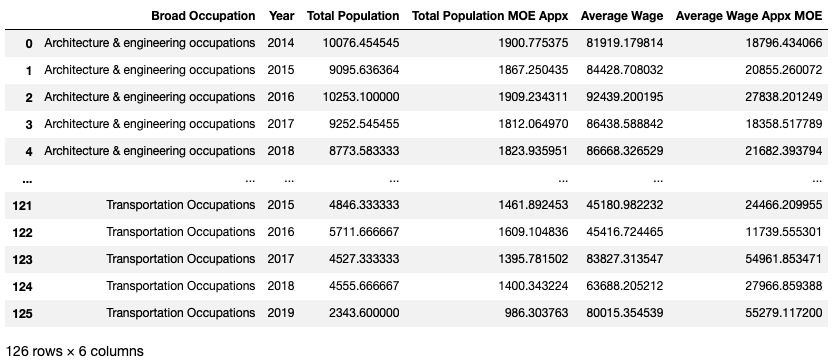 Broad Occupation Year Total Population Total Population MOE Appx Average Wage Average Wage Appx MOE
0 Architecture & engineering occupations 2014 10076.454545 1900.775375 81919.179814 18796.434066
1 Architecture & engineering occupations 2015 9095.636364 1867.250435 84428.708032 20855.260072
2 Architecture & engineering occupations 2016 10253.100000 1909.234311 92439.200195 27838.201249
3 Architecture & engineering occupations 2017 9252.545455 1812.064970 86438.588842 18358.517789
4 Architecture & engineering occupations 2018 8773.583333 1823.935951 86668.326529 21682.393794
... ... ... ... ... ... ...
121 Transportation Occupations 2015 4846.333333 1461.892453 45180.982232 24466.209955
122 Transportation Occupations 2016 5711.666667 1609.104836 45416.724465 11739.555301
123 Transportation Occupations 2017 4527.333333 1395.781502 83827.313547 54961.853471
124 Transportation Occupations 2018 4555.666667 1400.343224 63688.205212 27966.859388
125 Transportation Occupations 2019 2343.600000 986.303763 80015.354539 55279.117200
126 rows × 6 columns